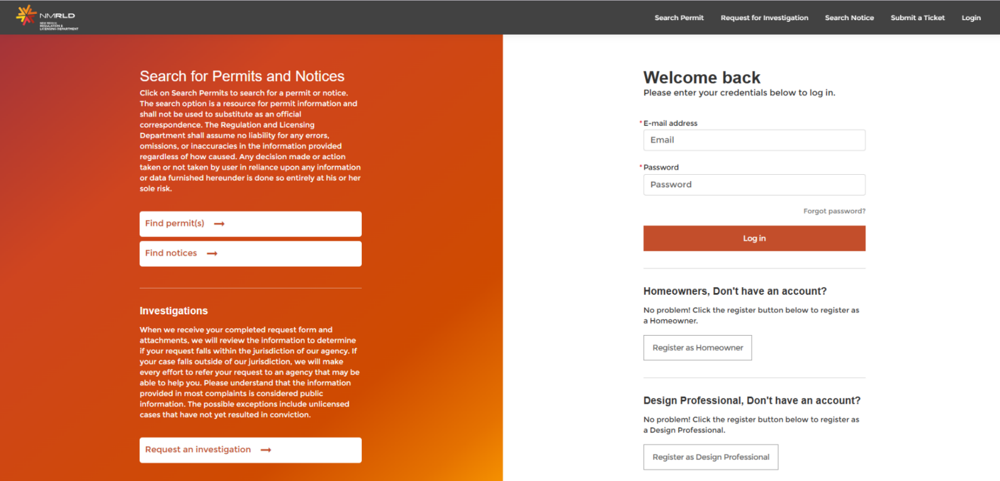 NMRLD
NEW MEXICO
REGULATION &
LICENSING DEPARTMENT
Search Permit
Request for Investigation
Search Notice
Submit a Ticket
Login
Search for Permits and Notices
Click on Search Permits to search for a permit or notice.
The search option is a resource for permit information and
shall not be used to substitute as an official
correspondence. The Regulation and Licensing
Department shall assume no liability for any errors,
omissions, or inaccuracies in the information provided
regardless of how caused. Any decision made or action
taken or not taken by user in reliance upon any information
or data furnished hereunder is done so entirely at his or her
sole risk.
Find permit(s)
Find notices
Investigations
When we receive your completed request form and
attachments, we will review the information to determine
if your request falls within the jurisdiction of our agency. If
your case falls outside of our jurisdiction, we will make
every effort to refer your request to an agency that may be
able to help you. Please understand that the information
provided in most complaints is considered public
information. The possible exceptions include unlicensed
cases that have not yet resulted in conviction.
Request an investigation
Welcome back
Please enter your credentials below to log in.
* E-mail address
Email
* Password
Password
Forgot password?
Log in
Homeowners, Don't have an account?
No problem! Click the register button below to register as
a Homeowner.
Register as Homeowner
Design Professional, Don't have an account?
No problem! Click the register button below to register as
a Design Professional.
Register as Design Professional